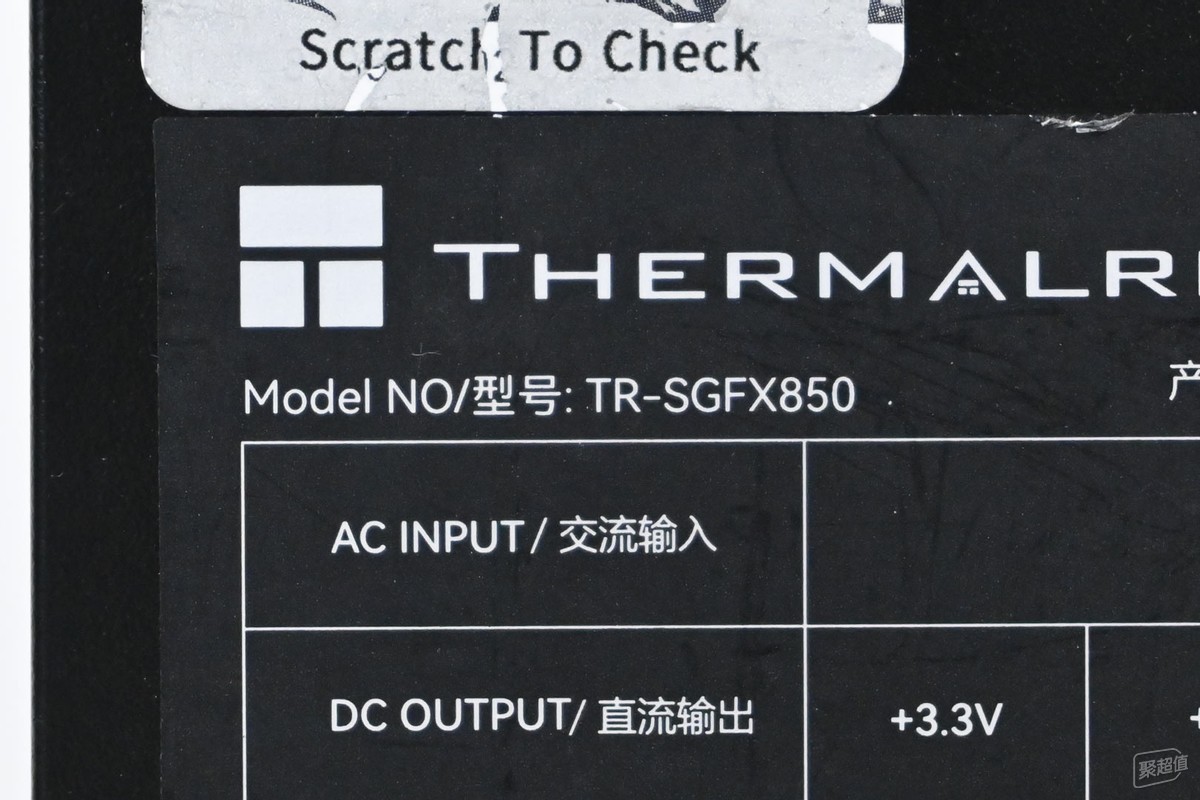 Scratch To Check
THERMALR
Model NO/型号: TR-SGFX850
产
AC INPUT/ 交流输入
DC OUTPUT/ 直流输出
+3.3V
聚超值